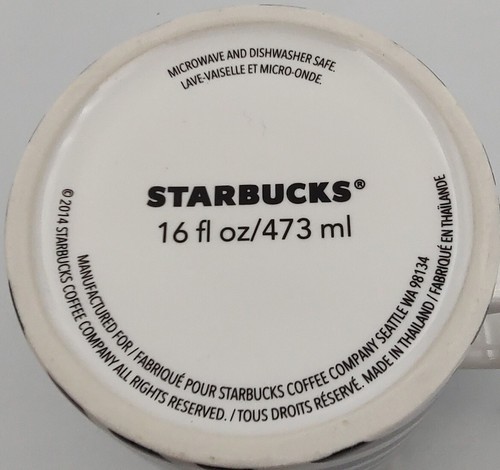 MICROWAVE AND DISHWASHER SAFE.
LAVE-VAISELLE ET MICRO-ONDE.
STARBUCKS®
16 fl oz/473 ml
MANUFACTURED FOR / FABRIQUÉ POUR STARBUCKS COFFEE COMPANY SEATTLE WA 98134
© 2014 STARBUCKS COFFEE COMPANY ALL RIGHTS RESERVED. / TOUS DROITS RÉSERVÉ. MADE IN THAILAND / FABRIQUÉ EN THAÏLANDE